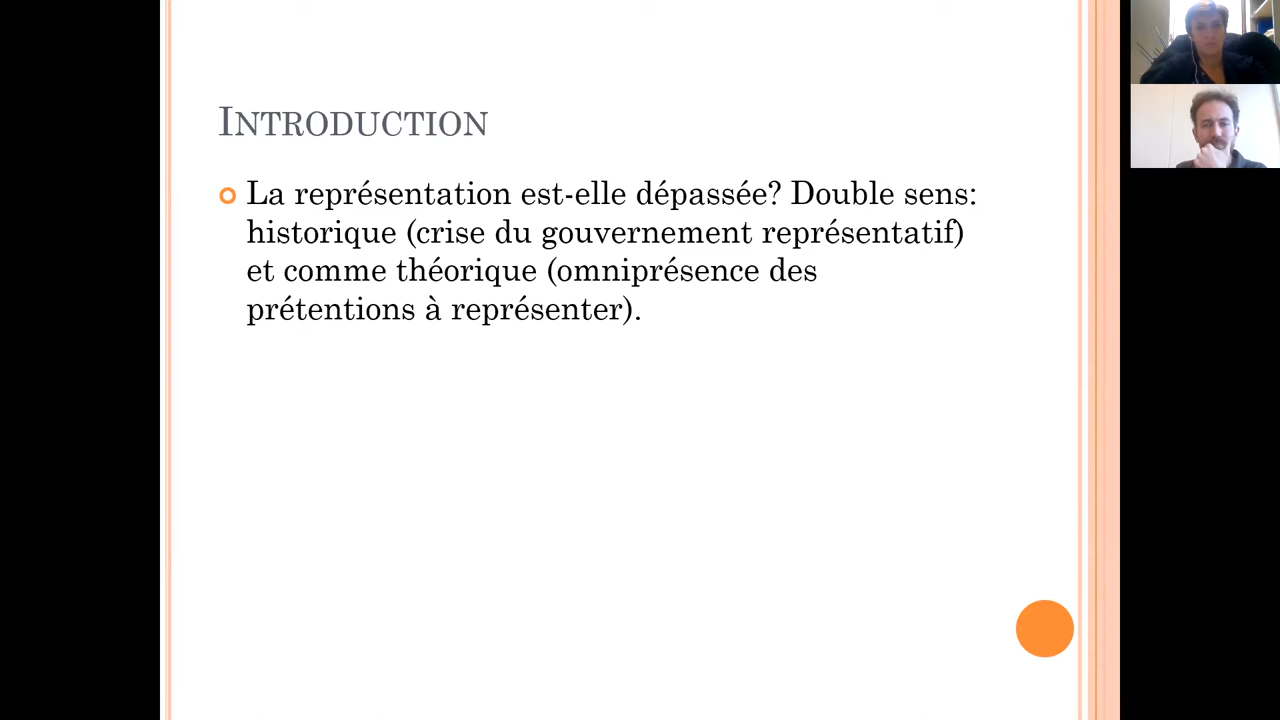 INTRODUCTION
La représentation est-elle dépassée? Double sens:
historique (crise du gouvernement représentatif)
et comme théorique (omniprésence des
prétentions à représenter).